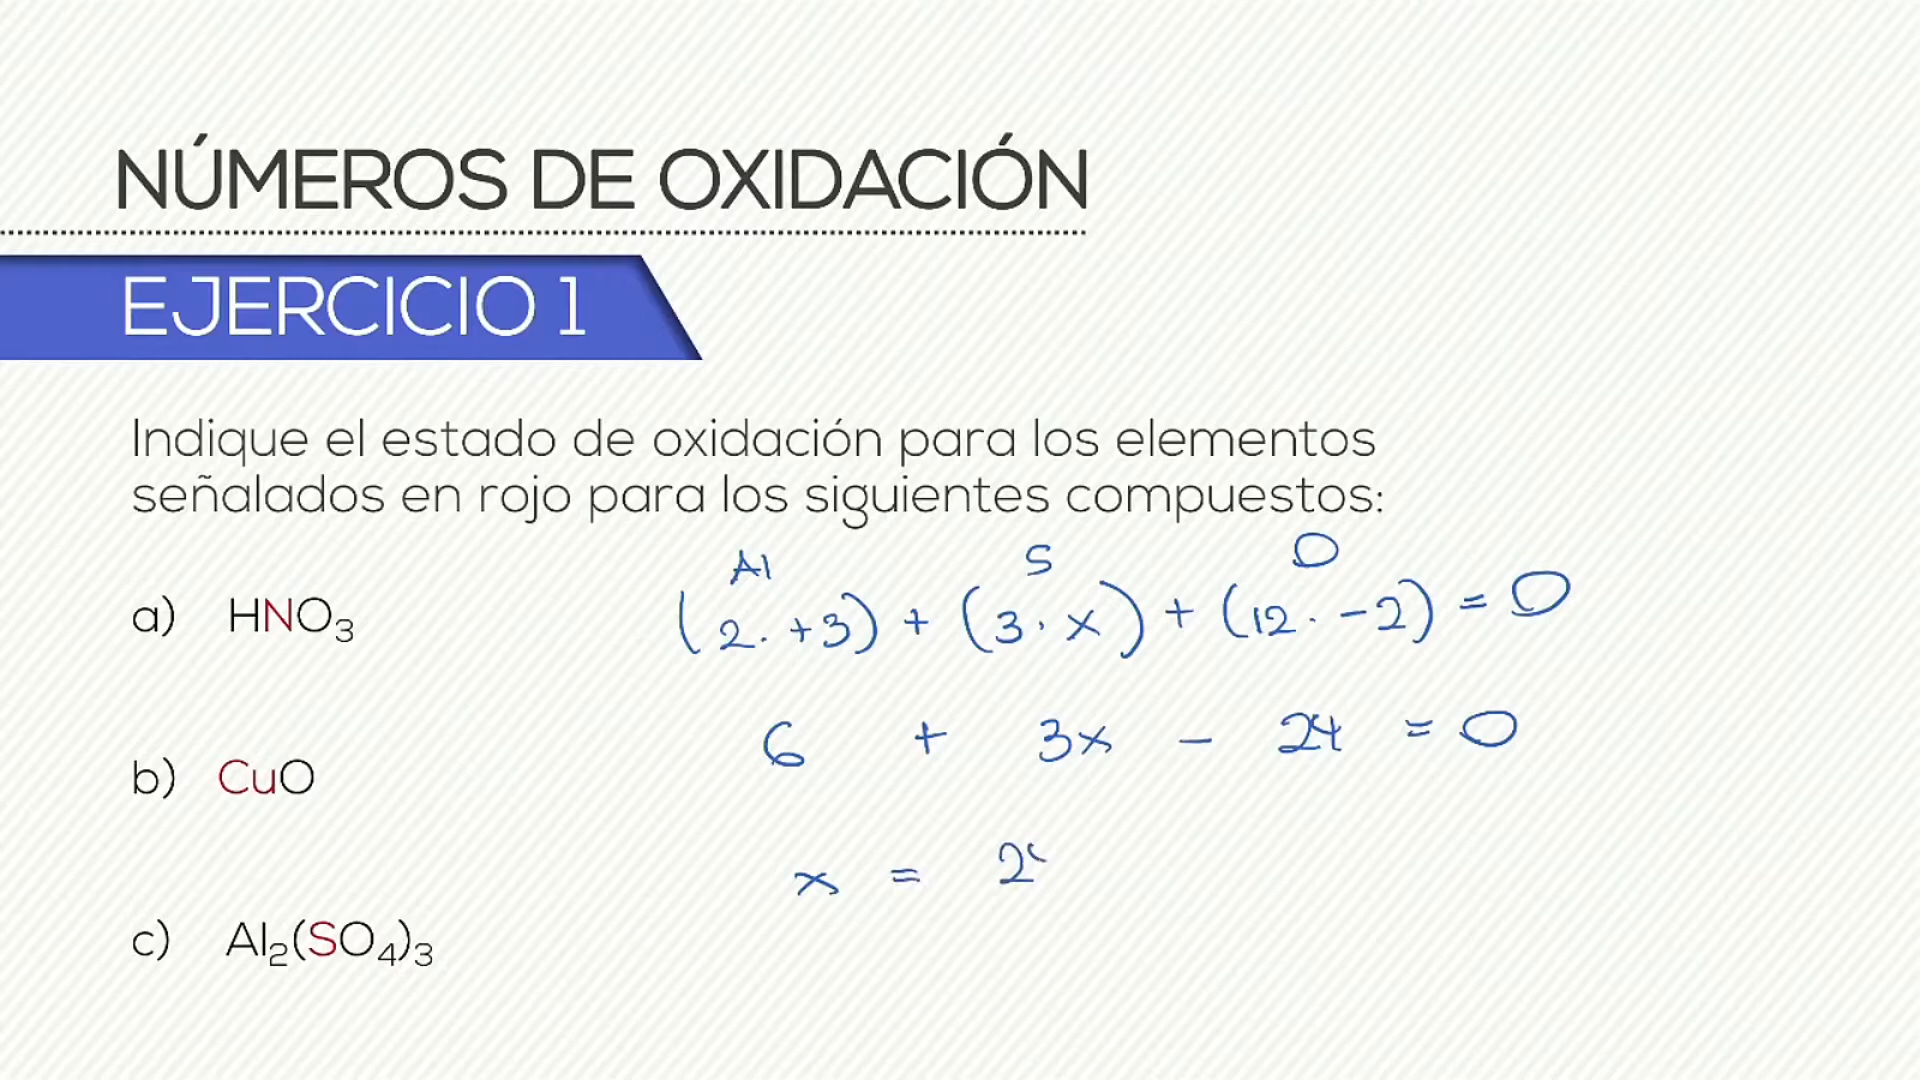 NÚMEROS DE OXIDACIÓN
EJERCICIO 1
Indique el estado de oxidación para los elementos
señalados en rojo para los siguientes compuestos:
Al S O
a) HNO₃
(2. +3) + (3. x) + (12. -2) = 0
6 + 3x - 24 = 0
b) CuO
x = 2
c) Al₂(SO₄)₃